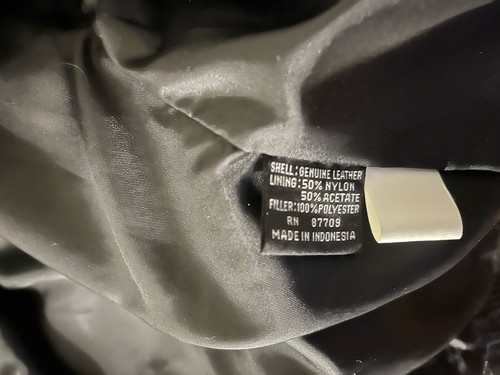 SHELL: GENUINE LEATHER
LINING: 50% NYLON
50% ACETATE
FILLER: 100% POLYESTER
RN 87709
MADE IN INDONESIA